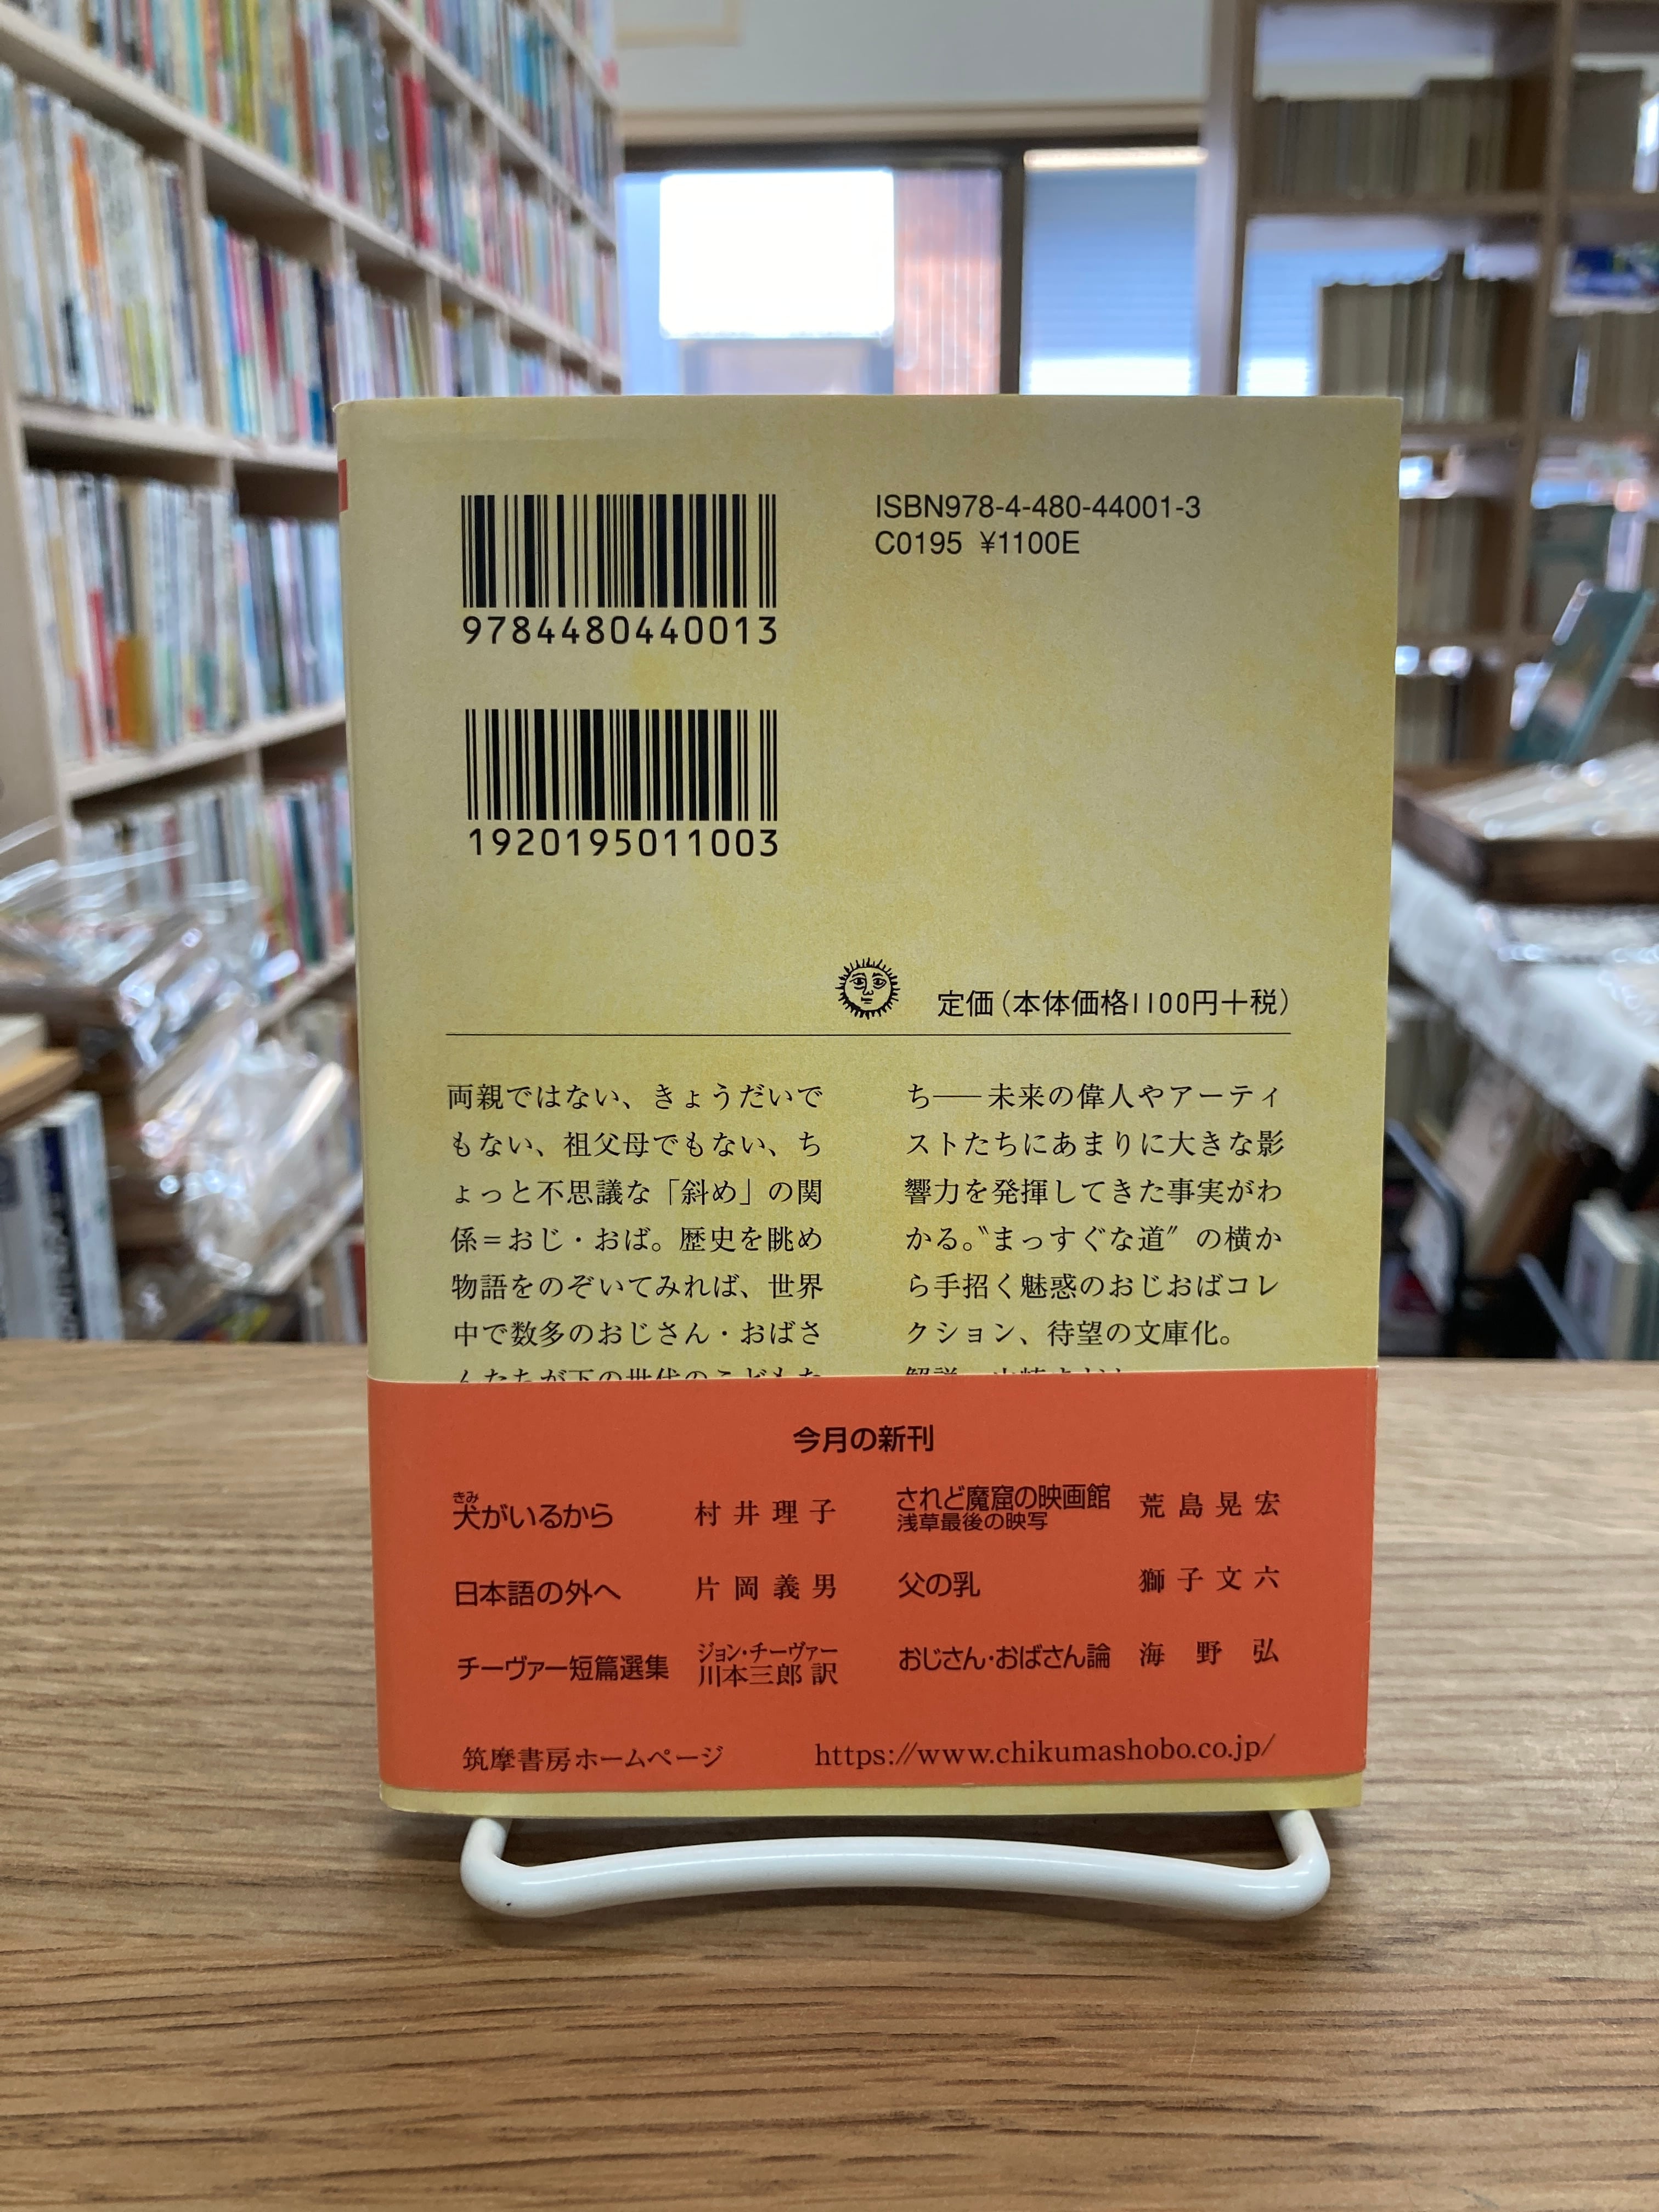 9784480440013
ISBN978-4-480-44001-3
C0195 ¥1100E
1920195011003
定価(本体価格1100円+税)
両親ではない、きょうだいで
もない、祖父母でもない、ち
ょっと不思議な「斜め」の関
係=おじ・おば。歴史を眺め
物語をのぞいてみれば、世界
中で数多のおじさん・おばさ
んたちが下の世代のこどもた
ち――未来の偉人やアーティ
ストたちにあまりに大きな影
響力を発揮してきた事実がわ
かる。〝まっすぐな道〟の横か
ら手招く魅惑のおじおばコレ
クション、待望の文庫化。
今月の新刊
きみ
犬がいるから 村井理子
日本語の外へ 片岡義男
チーヴァー短篇選集 ジョン・チーヴァー
川本三郎 訳
されど魔窟の映画館 荒島晃宏
浅草最後の映写
父の乳 獅子文六
おじさん・おばさん論 海野弘
筑摩書房ホームページ https://www.chikumashobo.co.jp/